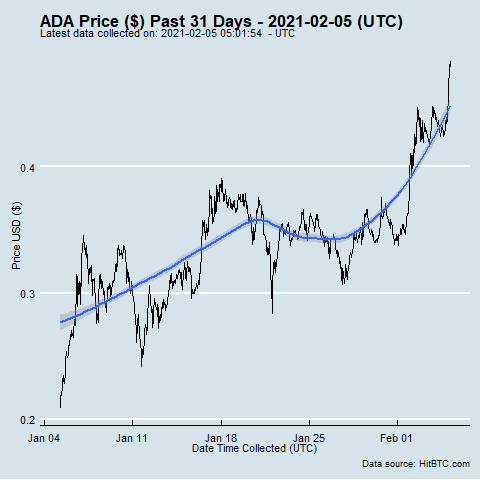 ADA Price ($) Past 31 Days - 2021-02-05 (UTC)
Latest data collected on: 2021-02-05 05:01:54 - UTC
Price USD ($)
0.4
0.3
0.2
Jan 04 Jan 11 Jan 18 Jan 25 Feb 01
Date Time Collected (UTC)
Data source: HitBTC.com